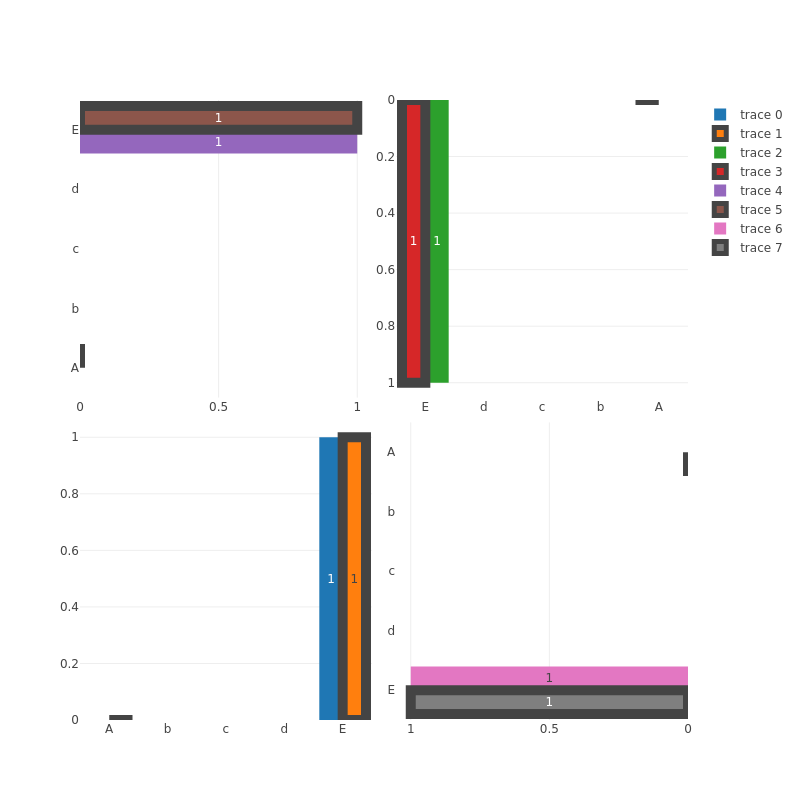 1
E
1
d
c
b
A
0 0.5 1
0
0.2
0.4
0.6
0.8
1
1 1
E d c b A
trace 0
trace 1
trace 2
trace 3
trace 4
trace 5
trace 6
trace 7
1
0.8
0.6
0.4
0.2
0
1 1
A b c d E
A
b
c
d
E
1
1
1 0.5 0